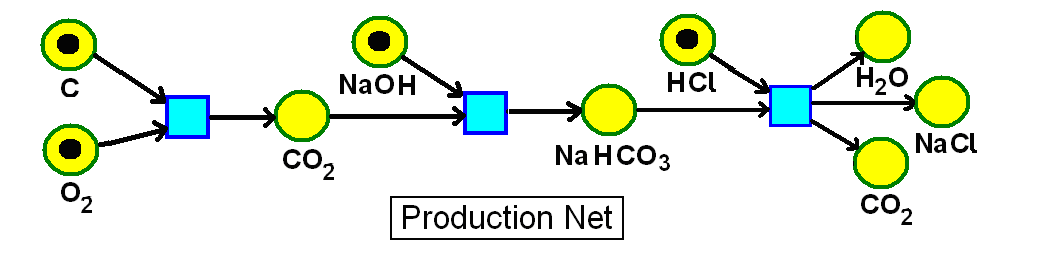 C
O2
CO2
NaOH
NaHCO3
HCl
H2O
NaCl
CO2
Production Net